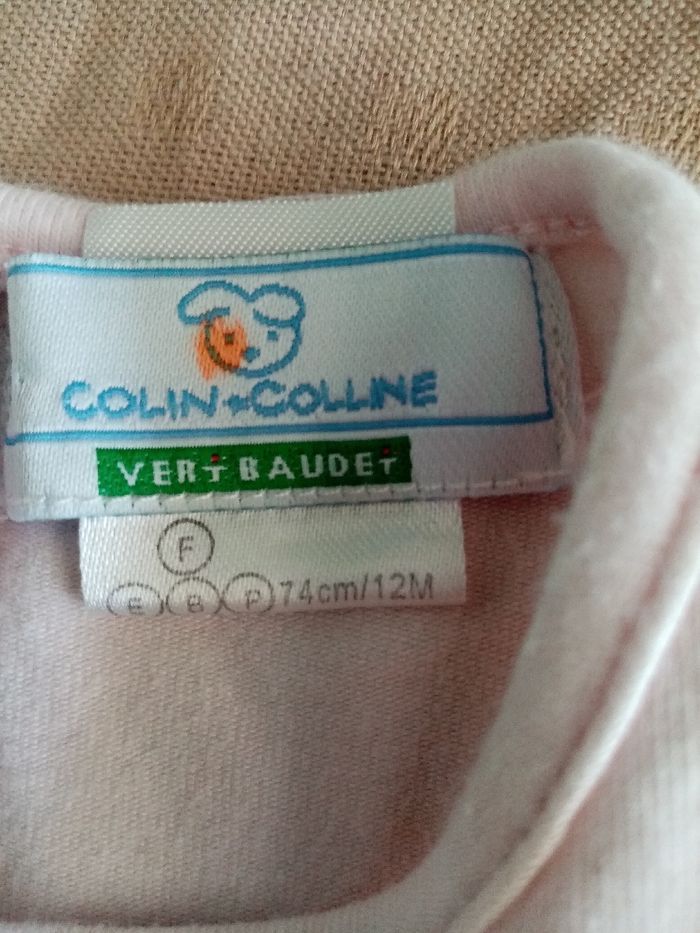 COLIN+COLLINE
VERTBAUDET
F
E B P 74cm/12M